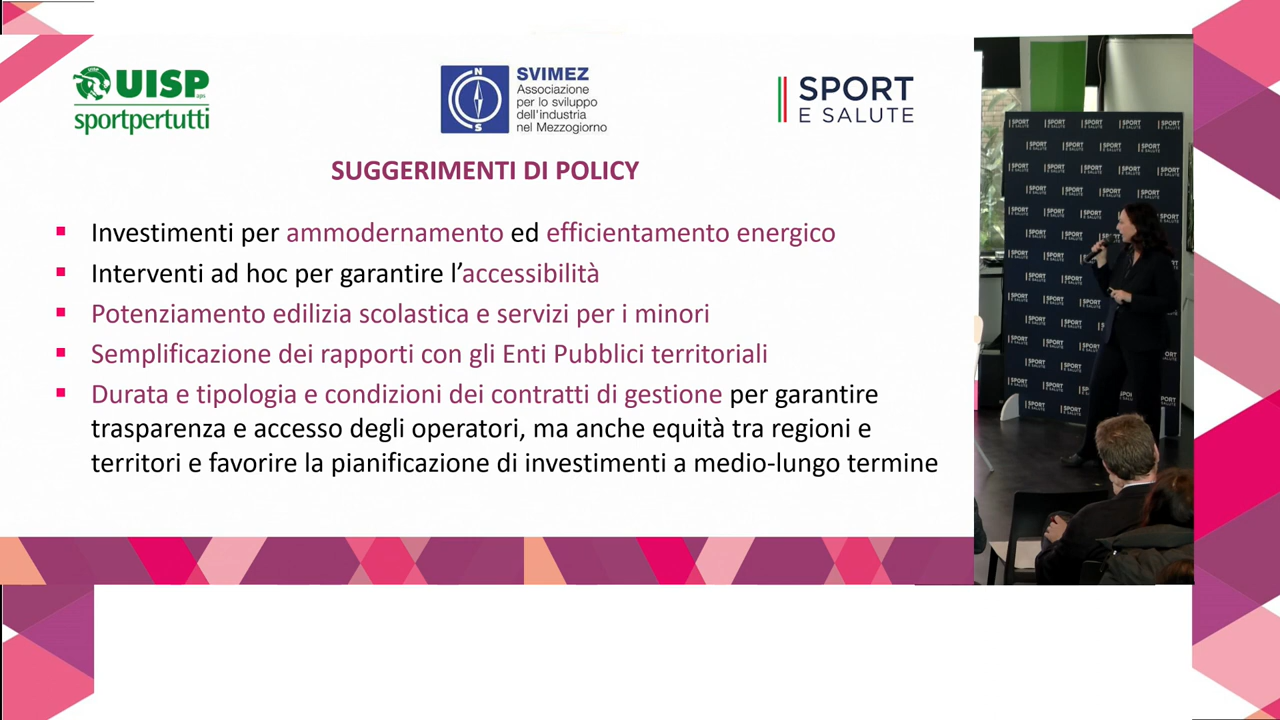 UISP aps
sportpertutti
N
S
SVIMEZ
Associazione
per lo sviluppo
dell'industria
nel Mezzogiorno
SPORT
E SALUTE
SUGGERIMENTI DI POLICY
Investimenti per ammodernamento ed efficientamento energico
Interventi ad hoc per garantire l’accessibilità
Potenziamento edilizia scolastica e servizi per i minori
Semplificazione dei rapporti con gli Enti Pubblici territoriali
Durata e tipologia e condizioni dei contratti di gestione per garantire
trasparenza e accesso degli operatori, ma anche equità tra regioni e
territori e favorire la pianificazione di investimenti a medio-lungo termine
SPORT
E SALUTE